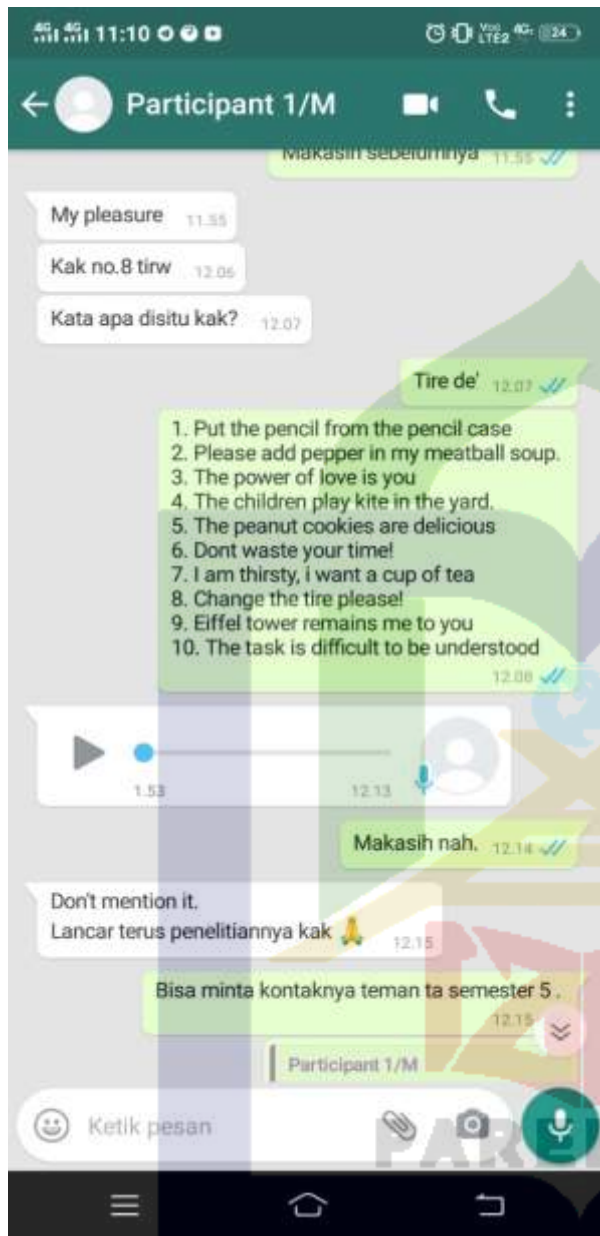 4G 4G 11:10 Voo LTE2 4G 24
Participant 1/M
Makasih sebelumnya 11.55
My pleasure 11.55
Kak no.8 tirw 12.06
Kata apa disitu kak? 12.07
Tire de' 12.07
1. Put the pencil from the pencil case
2. Please add pepper in my meatball soup.
3. The power of love is you
4. The children play kite in the yard.
5. The peanut cookies are delicious
6. Dont waste your time!
7. I am thirsty, i want a cup of tea
8. Change the tire please!
9. Eiffel tower remains me to you
10. The task is difficult to be understood
12.08
1.53 12.13
Makasih nah. 12.14
Don't mention it.
Lancar terus penelitiannya kak 🙏 12.15
Bisa minta kontaknya teman ta semester 5 .
12.15
Participant 1/M
Ketik pesan